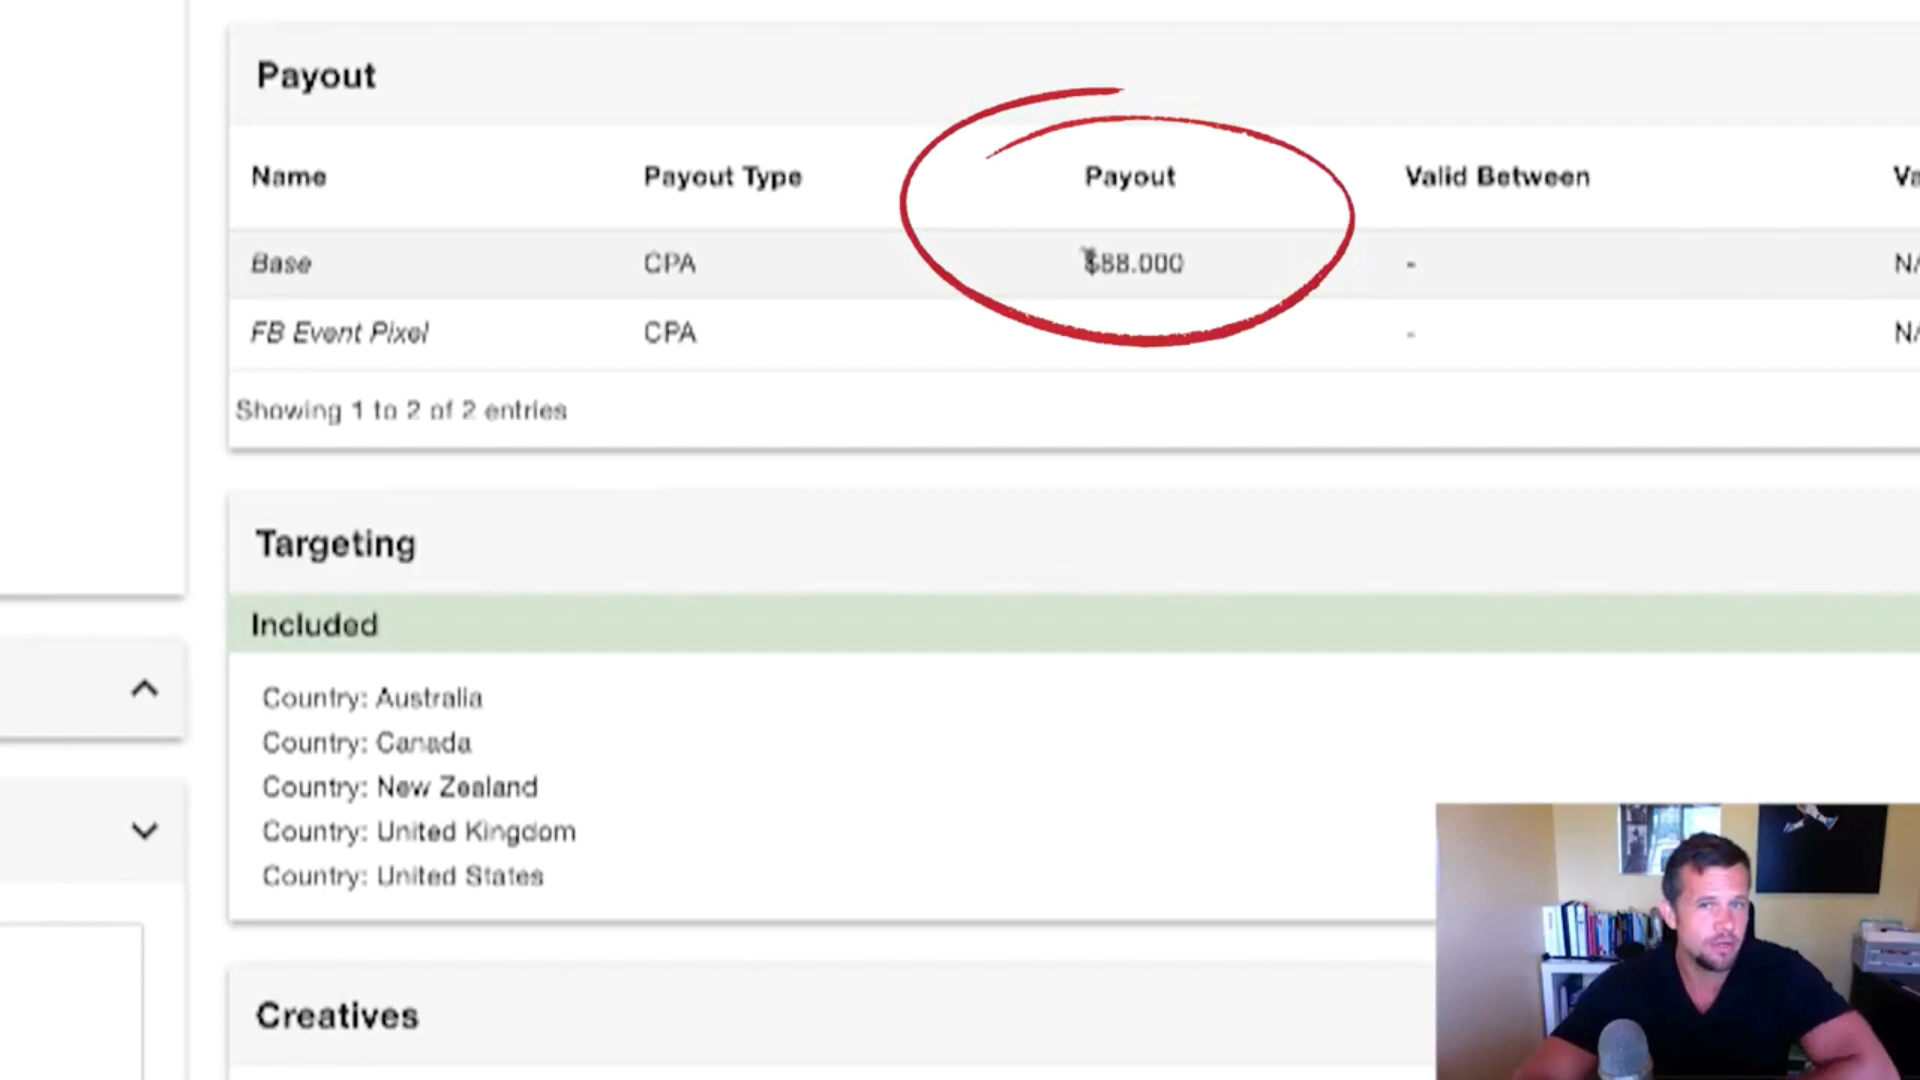 Payout
Name Payout Type Payout Valid Between
Base CPA $88.000 -
FB Event Pixel CPA -
Showing 1 to 2 of 2 entries
Targeting
Included
Country: Australia
Country: Canada
Country: New Zealand
Country: United Kingdom
Country: United States
Creatives